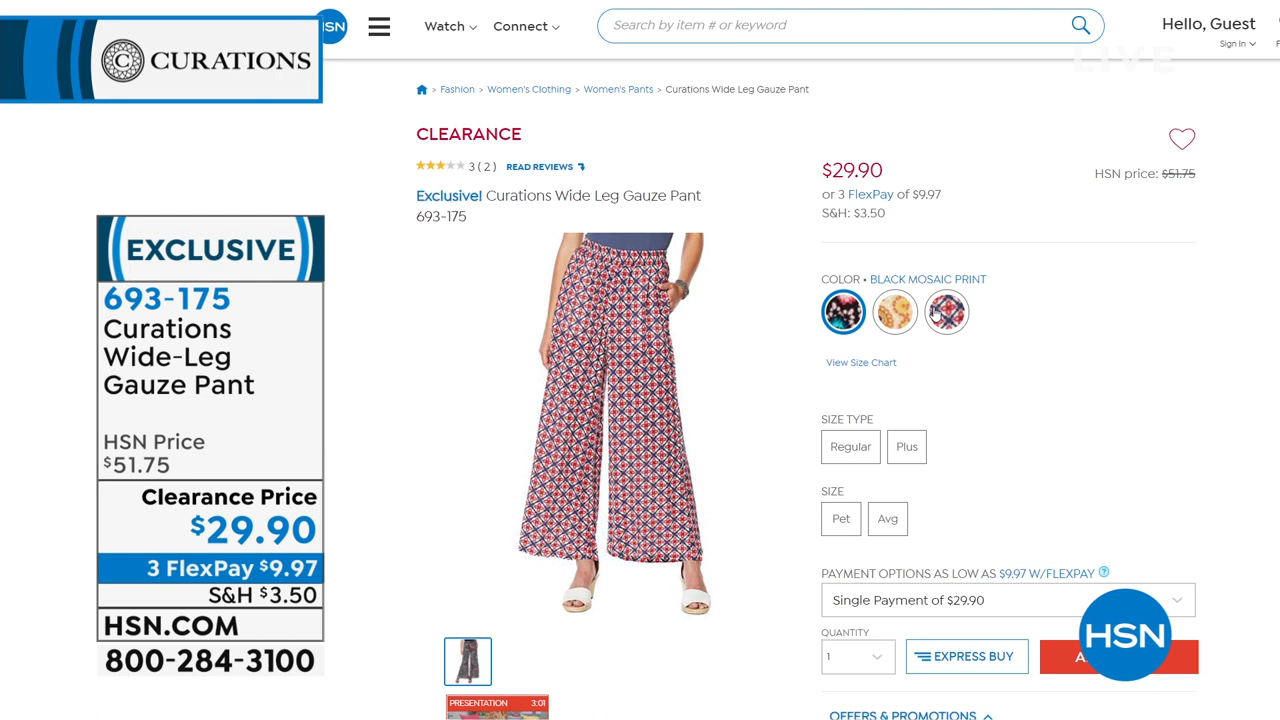 HSN
Watch
Connect
Search by item # or keyword
Hello, Guest
Sign In
LIVE
C CURATIONS
> Fashion > Women's Clothing > Women's Pants > Curations Wide Leg Gauze Pant
CLEARANCE
3 ( 2 ) READ REVIEWS
Exclusive! Curations Wide Leg Gauze Pant
693-175
$29.90
HSN price: $51.75
or 3 FlexPay of $9.97
S&H: $3.50
COLOR • BLACK MOSAIC PRINT
View Size Chart
SIZE TYPE
Regular
Plus
SIZE
Pet
Avg
PAYMENT OPTIONS AS LOW AS $9.97 W/FLEXPAY ?
Single Payment of $29.90
QUANTITY
1
EXPRESS BUY
HSN
OFFERS & PROMOTIONS
PRESENTATION 3:01
EXCLUSIVE
693-175
Curations
Wide-Leg
Gauze Pant
HSN Price
$51.75
Clearance Price
$29.90
3 FlexPay $9.97
S&H $3.50
HSN.COM
800-284-3100